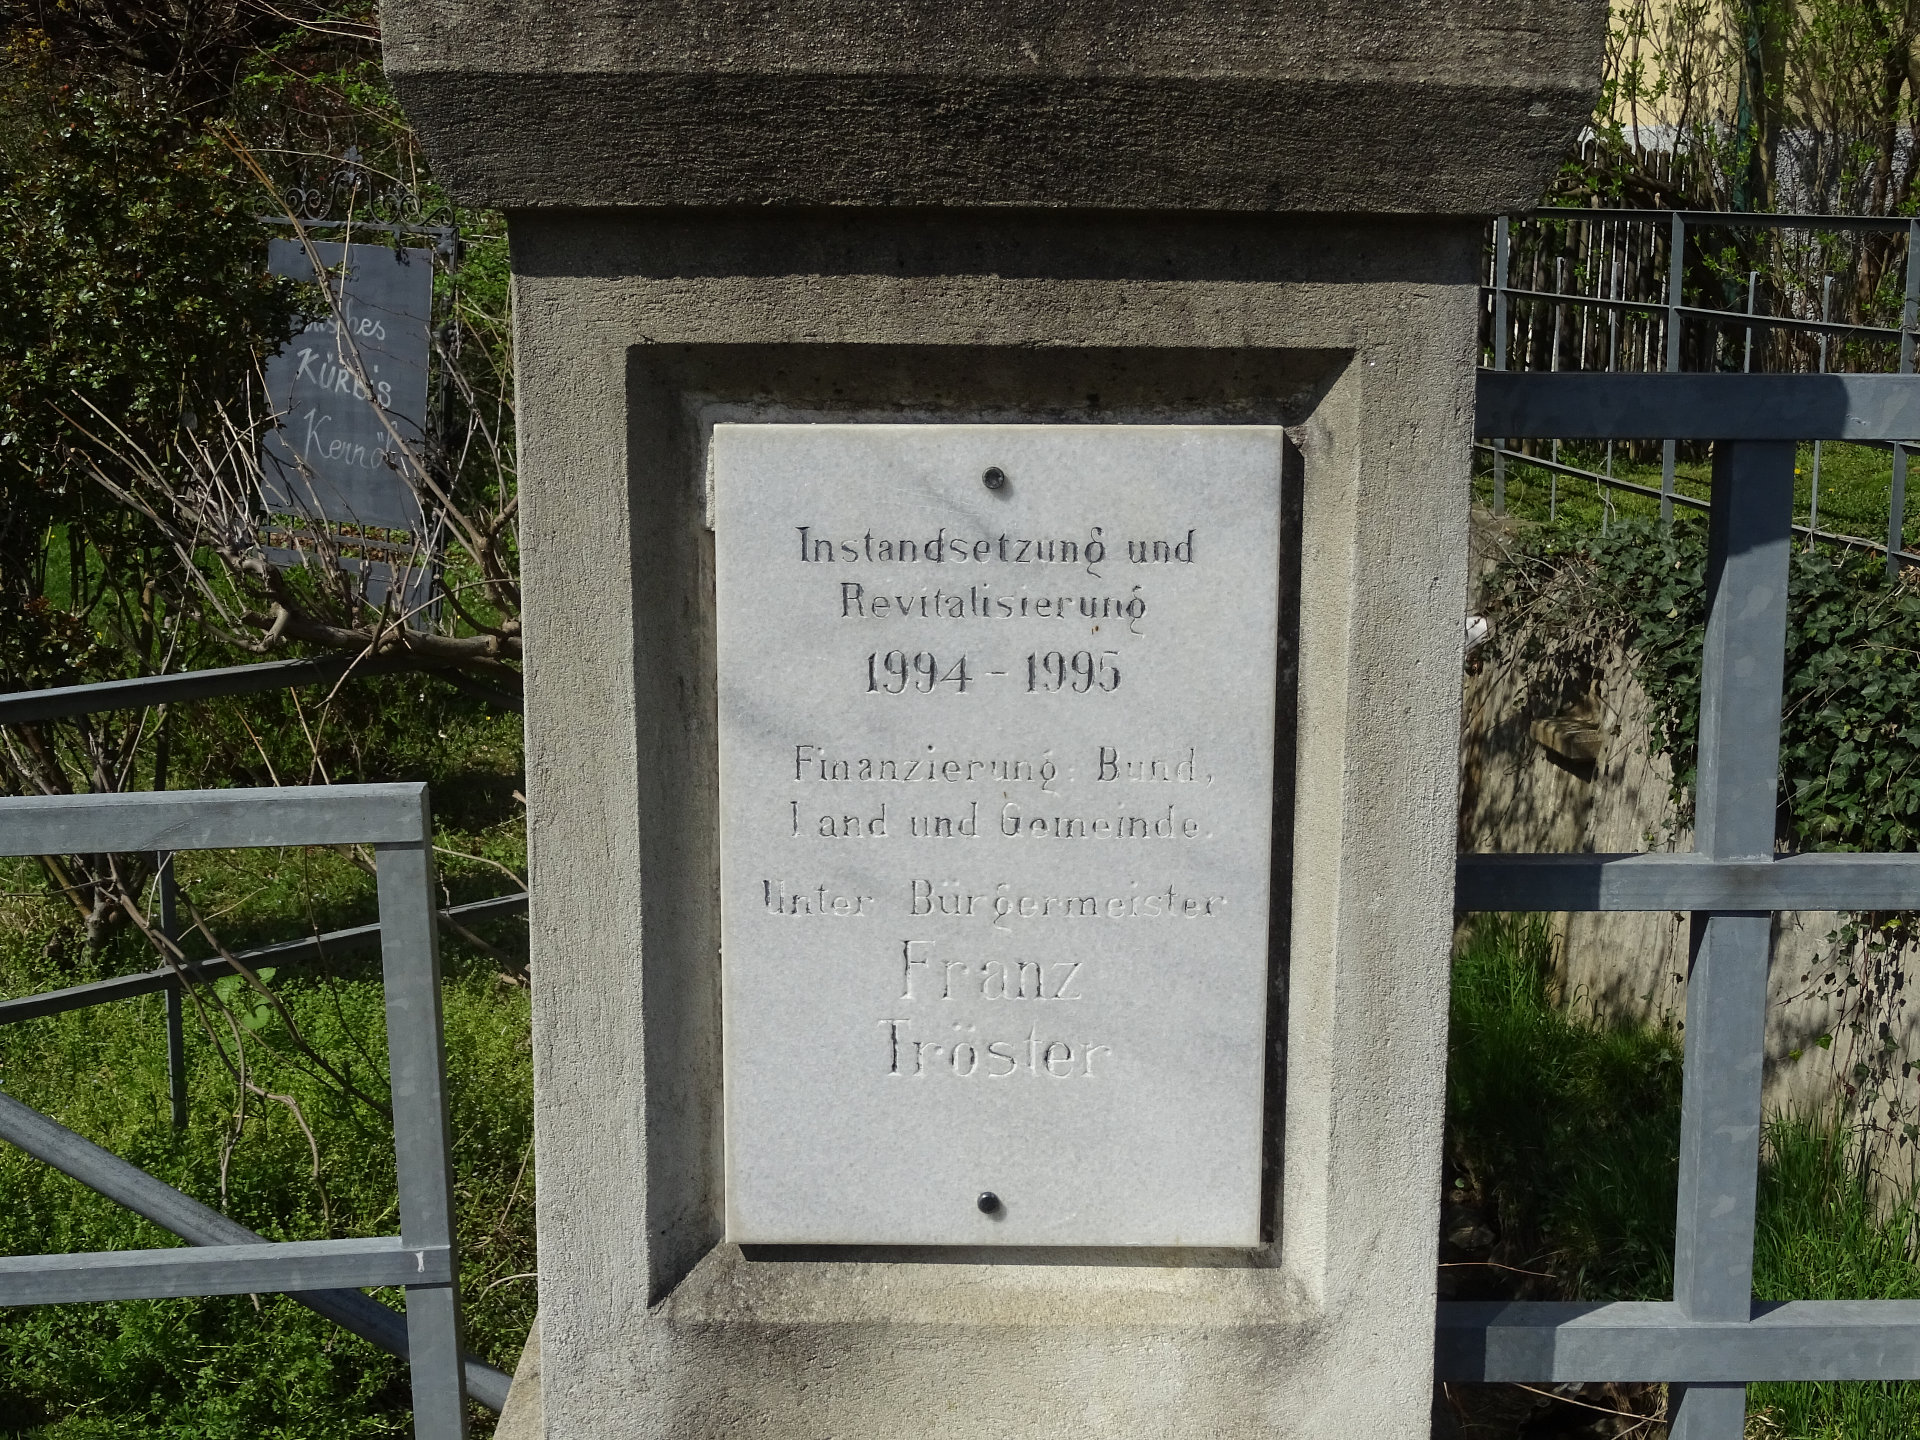 Instandsetzung und
Revitalisierung
1994 - 1995
Finanzierung: Bund,
Land und Gemeinde.
Unter Bürgermeister
Franz
Tröster
Kürbis